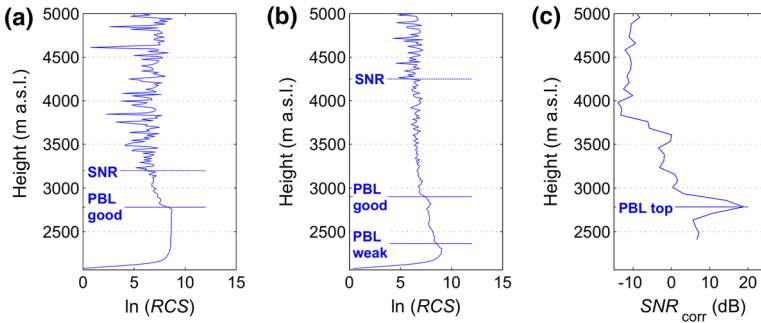 (a)
5000
4500
4000
3500
3000
2500
Height (m a.s.l.)
SNR
PBL
good
0
5
10
15
ln (RCS)
(b)
5000
4500
4000
3500
3000
2500
Height (m a.s.l.)
SNR
PBL
good
PBL
weak
0
5
10
15
ln (RCS)
(c)
5000
4500
4000
3500
3000
2500
Height (m a.s.l.)
PBL top
-10
0
10
20
SNR corr (dB)